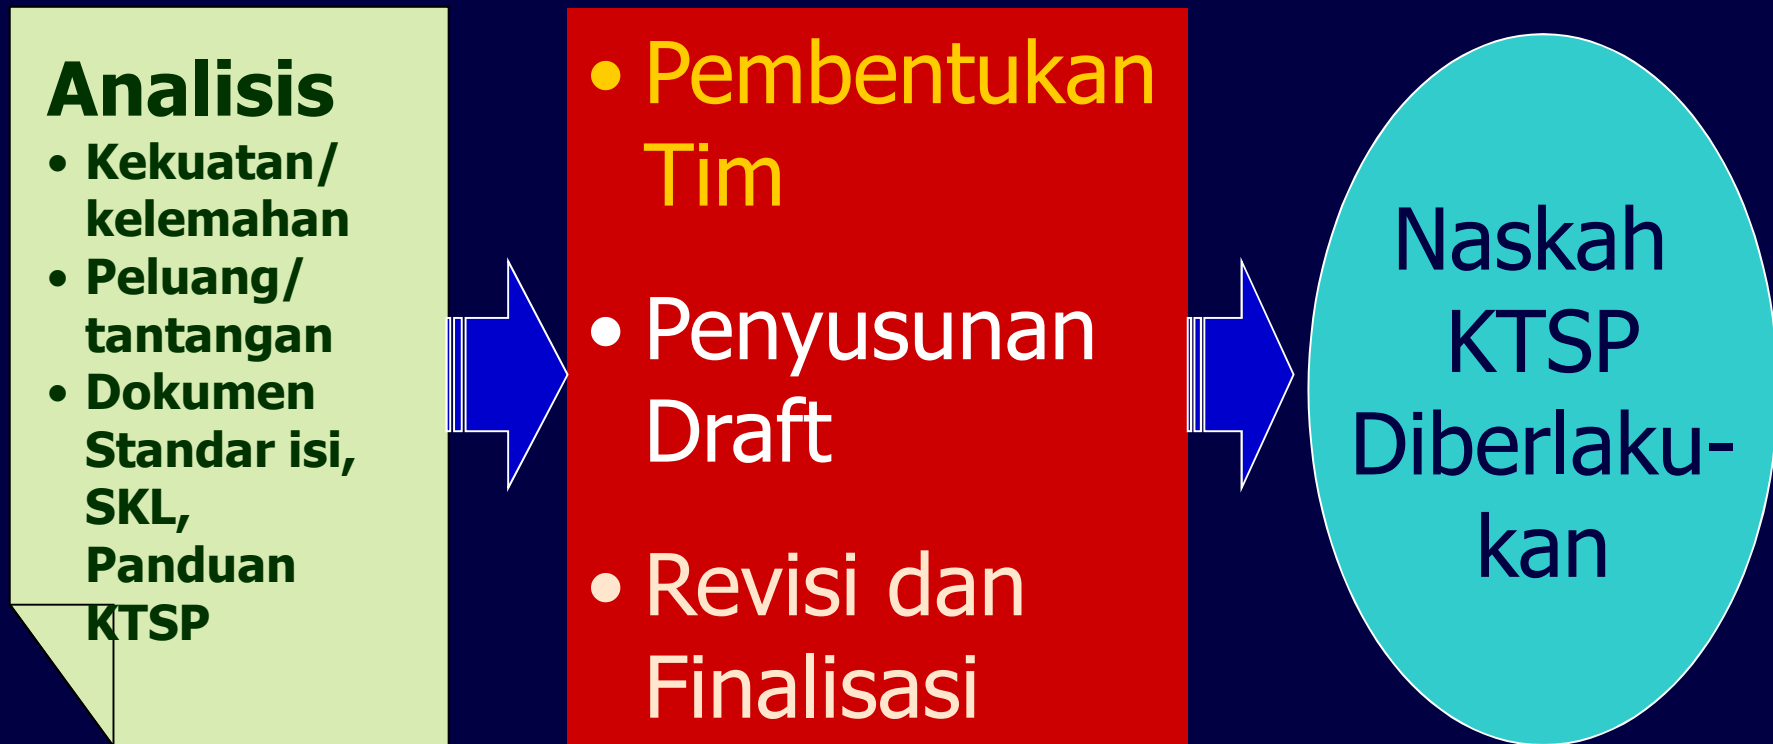 Analisis
• Kekuatan/
kelemahan
• Peluang/
tantangan
• Dokumen
Standar isi,
SKL,
Panduan
KTSP
• Pembentukan
Tim
• Penyusunan
Draft
• Revisi dan
Finalisasi
Naskah
KTSP
Diberlaku-
kan